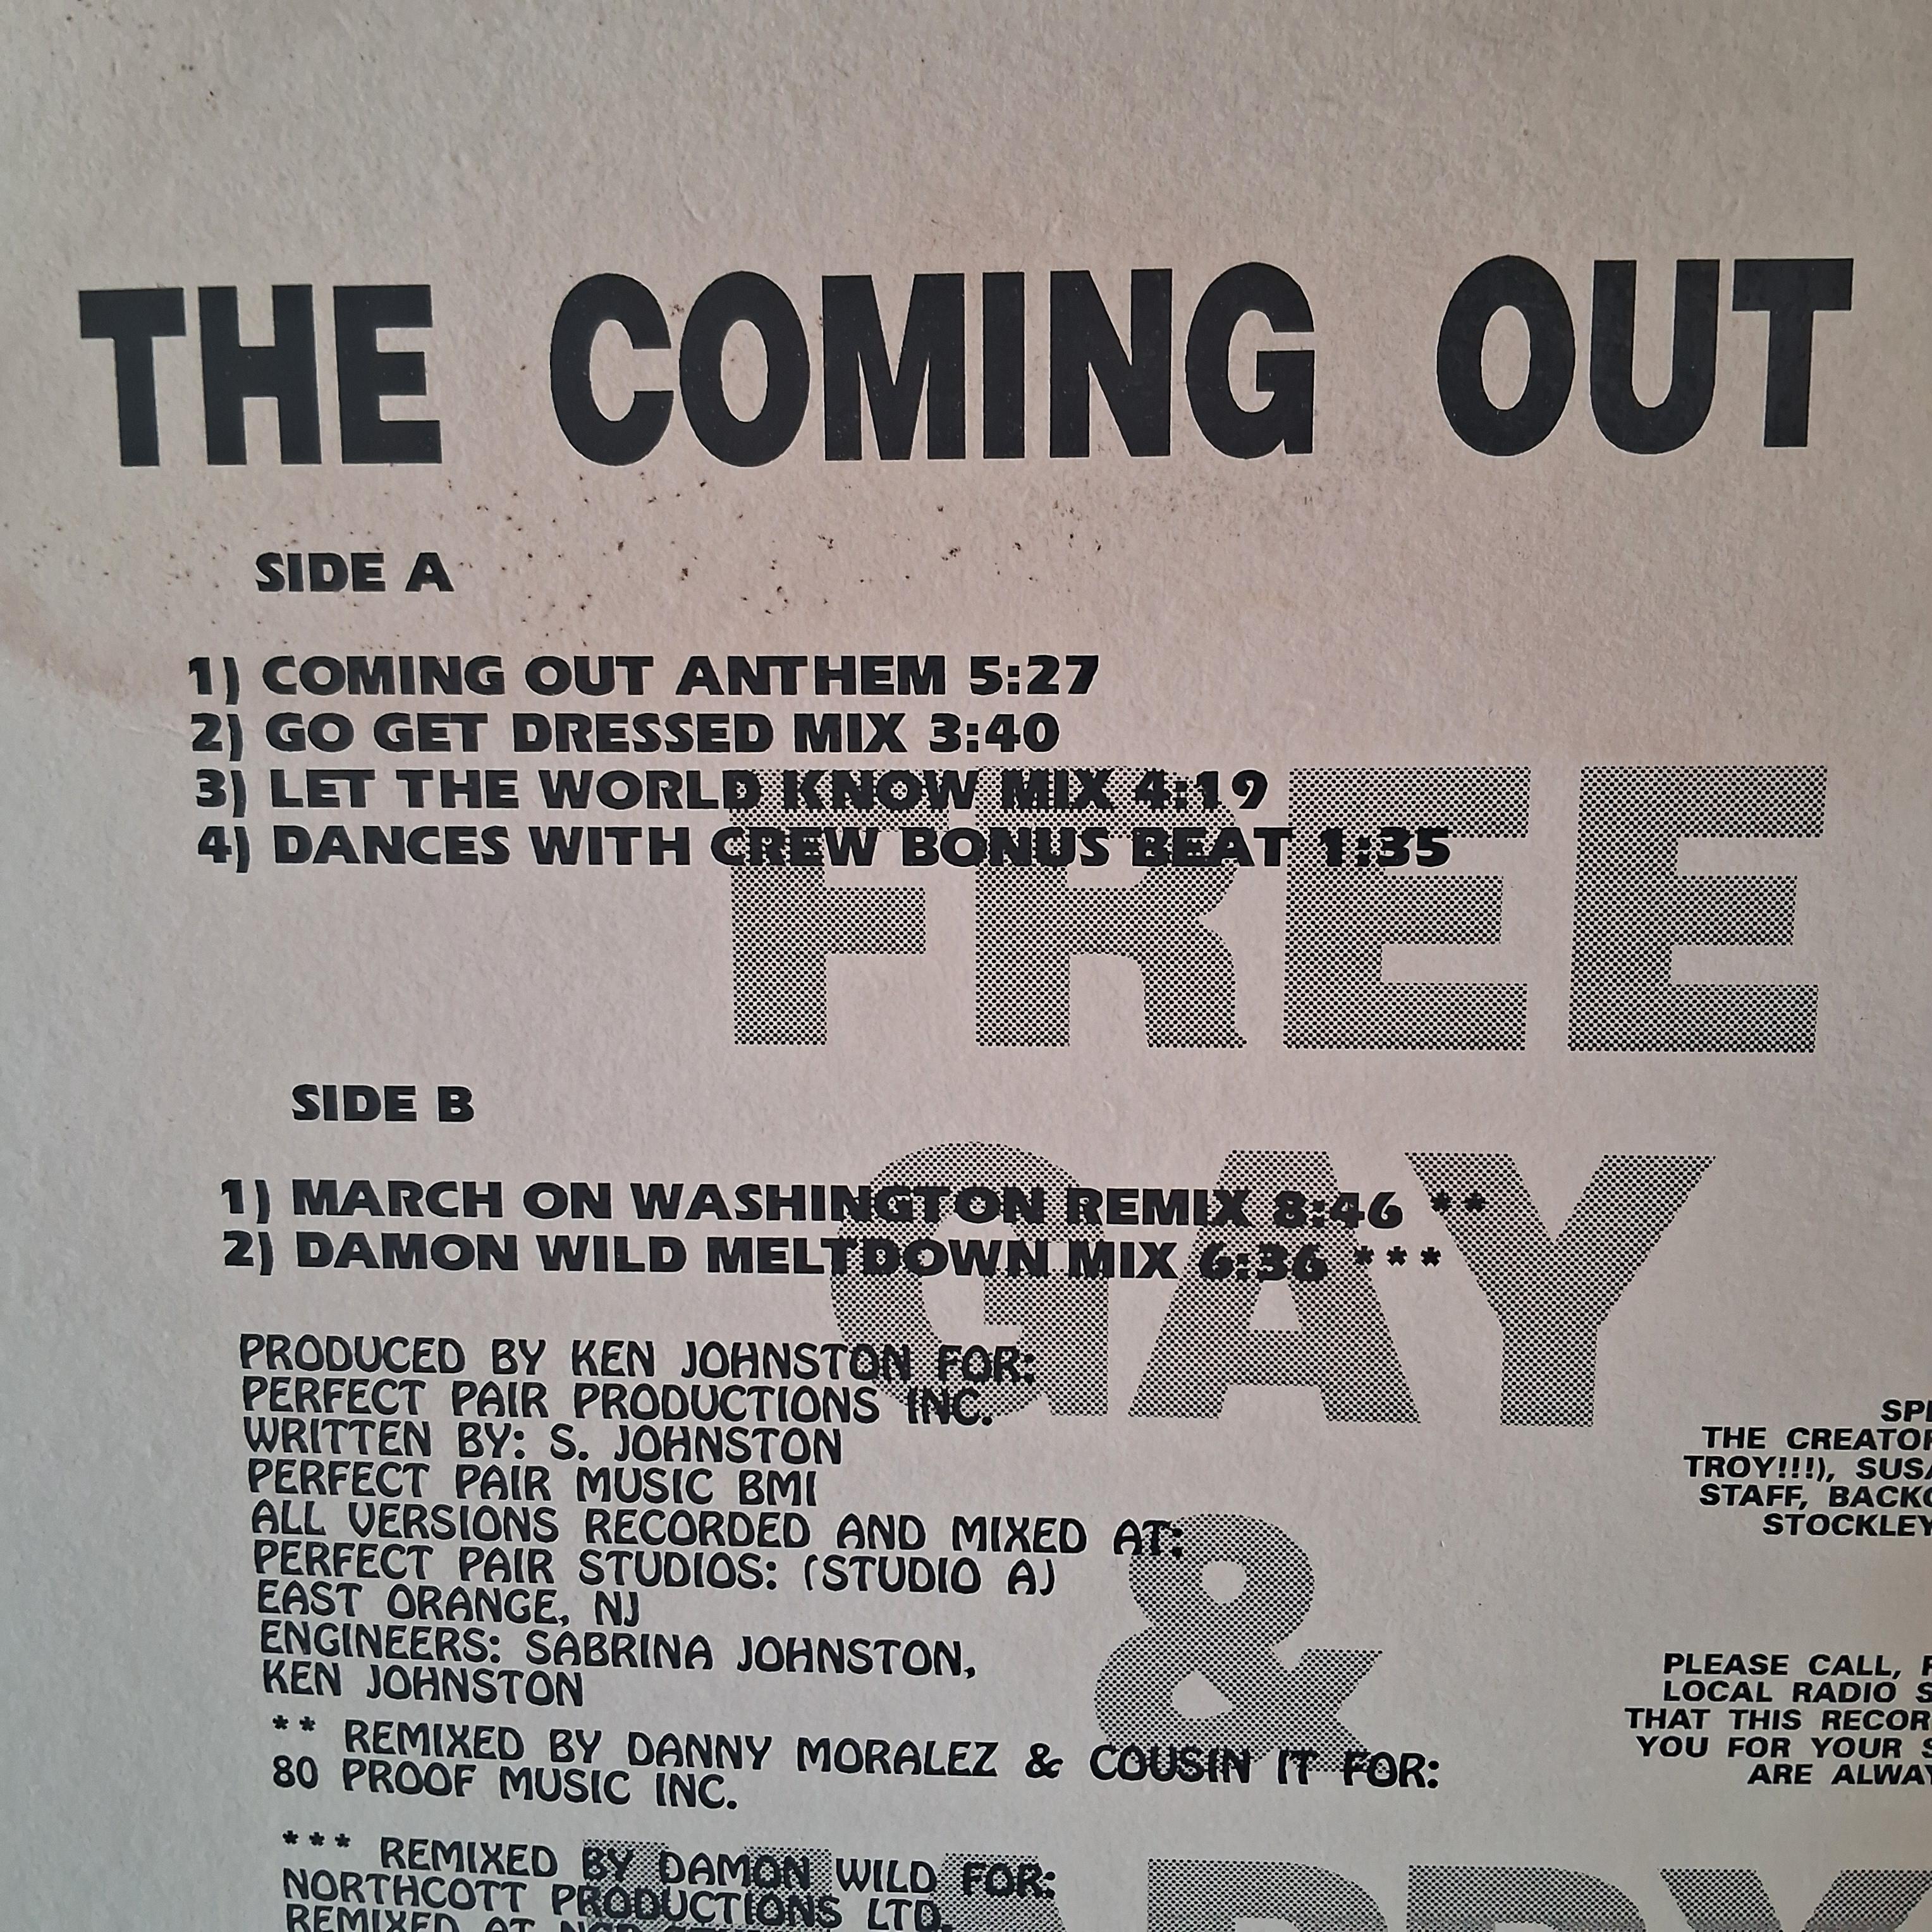 THE COMING OUT
SIDE A
1) COMING OUT ANTHEM 5:27
2) GO GET DRESSED MIX 3:40
3) LET THE WORLD KNOW MIX 4:19
4) DANCES WITH CREW BONUS BEAT 1:35
FREE
SIDE B
1) MARCH ON WASHINGTON REMIX 8:46 **
2) DAMON WILD MELTDOWN MIX 6:36 ***
GAY
PRODUCED BY KEN JOHNSTON FOR:
PERFECT PAIR PRODUCTIONS INC.
WRITTEN BY: S. JOHNSTON
PERFECT PAIR MUSIC BMI
ALL VERSIONS RECORDED AND MIXED AT:
PERFECT PAIR STUDIOS: (STUDIO A)
EAST ORANGE, NJ
ENGINEERS: SABRINA JOHNSTON,
KEN JOHNSTON
&
** REMIXED BY DANNY MORALEZ & COUSIN IT FOR:
80 PROOF MUSIC INC.
*** REMIXED BY DAMON WILD FOR:
NORTHCOTT PRODUCTIONS LTD.
REMIXED AT
THE
TROY!!!),
STAFF,
PLEASE CALL,
LOCAL RADIO
THAT THIS
YOU FOR YOUR
ARE